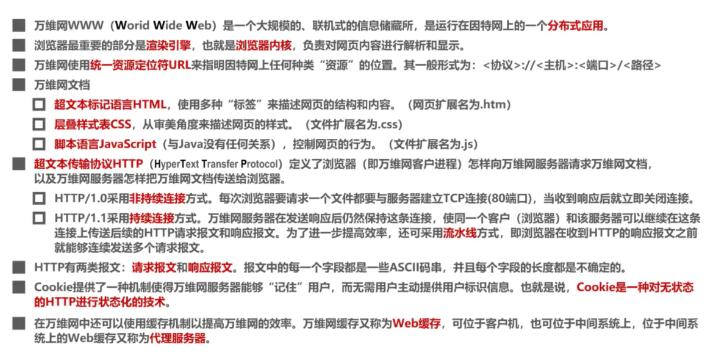 万维网WWW（Worid Wide Web）是一个大规模的、联机式的信息储藏所，是运行在因特网上的一个分布式应用。
浏览器最重要的部分是渲染引擎，也就是浏览器内核，负责对网页内容进行解析和显示。
万维网使用统一资源定位符URL来指明因特网上任何种类“资源”的位置。其一般形式为：<协议>://<主机>:<端口>/<路径>
万维网文档
超文本标记语言HTML，使用多种“标签”来描述网页的结构和内容。（网页扩展名为.htm）
层叠样式表CSS，从审美角度来描述网页的样式。（文件扩展名为.css）
脚本语言JavaScript（与Java没有任何关系），控制网页的行为。（文件扩展名为.js）
超文本传输协议HTTP（HyperText Transfer Protocol）定义了浏览器（即万维网客户进程）怎样向万维网服务器请求万维网文档，
以及万维网服务器怎样把万维网文档传送给浏览器。
HTTP/1.0采用非持续连接方式。每次浏览器要请求一个文件都要与服务器建立TCP连接(80端口)，当收到响应后就立即关闭连接。
HTTP/1.1采用持续连接方式。万维网服务器在发送响应后仍然保持这条连接，使同一个客户（浏览器）和该服务器可以继续在这条
连接上传送后续的HTTP请求报文和响应报文。为了进一步提高效率，还可采用流水线方式，即浏览器在收到HTTP的响应报文之前
就能够连续发送多个请求报文。
HTTP有两类报文：请求报文和响应报文。报文中的每一个字段都是一些ASCII码串，并且每个字段的长度都是不确定的。
Cookie提供了一种机制使得万维网服务器能够“记住”用户，而无需用户主动提供用户标识信息。也就是说，Cookie是一种对无状态
的HTTP进行状态化的技术。
在万维网中还可以使用缓存机制以提高万维网的效率。万维网缓存又称为Web缓存，可位于客户机，也可位于中间系统上，位于中间系
统上的Web缓存又称为代理服务器。